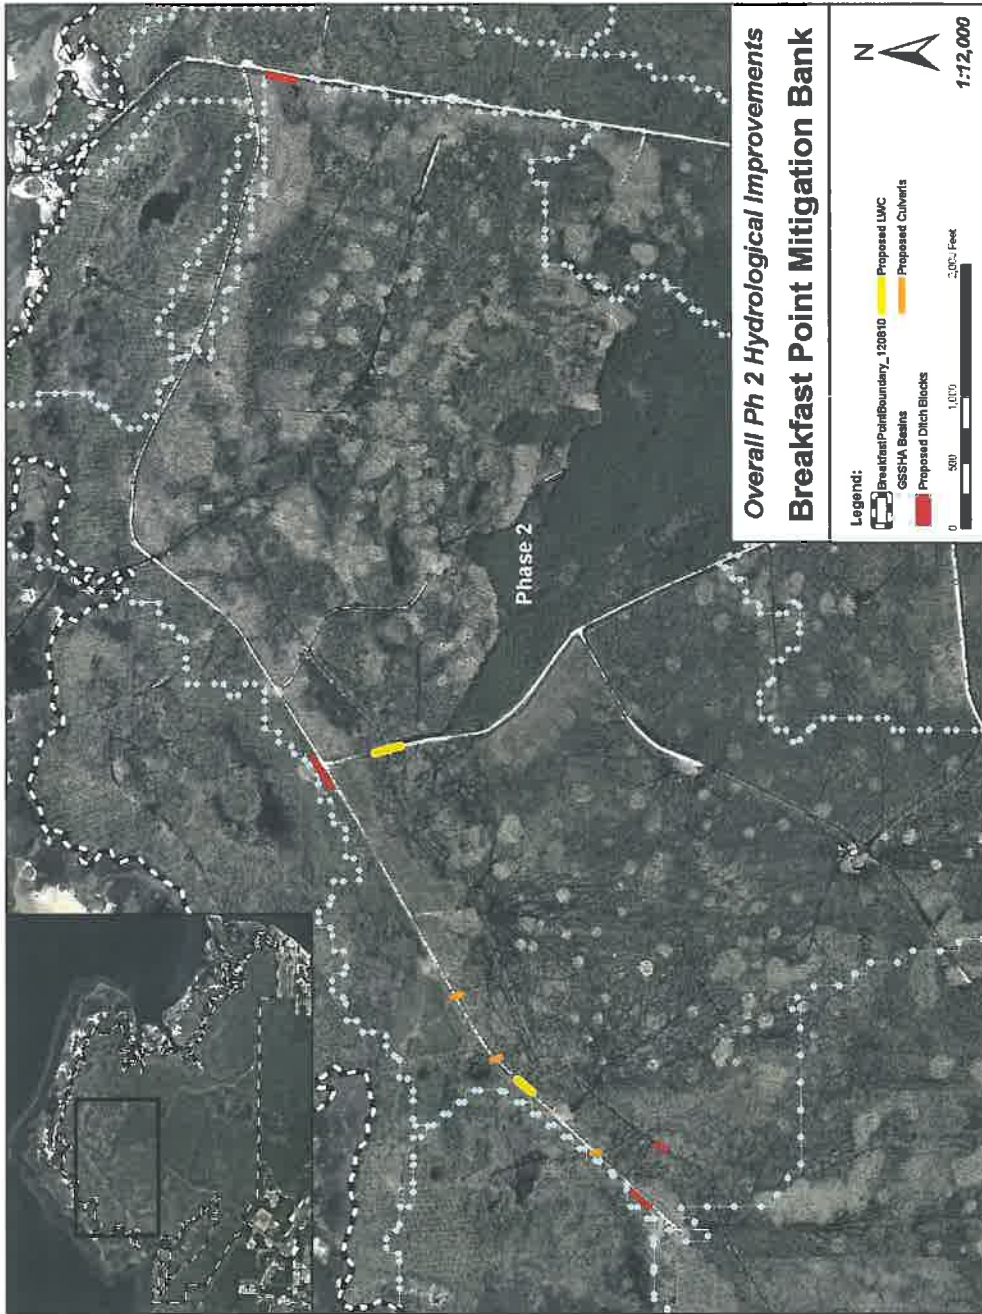 Overall Ph 2 Hydrological Improvements
Breakfast Point Mitigation Bank
Legend:
BreakfastPointBoundary_120810
GSSHA Basins
Proposed Ditch Blocks
Proposed LWC
Proposed Culverts
0 500 1,000 2,000 Feet
N
1:12,000
Phase 2